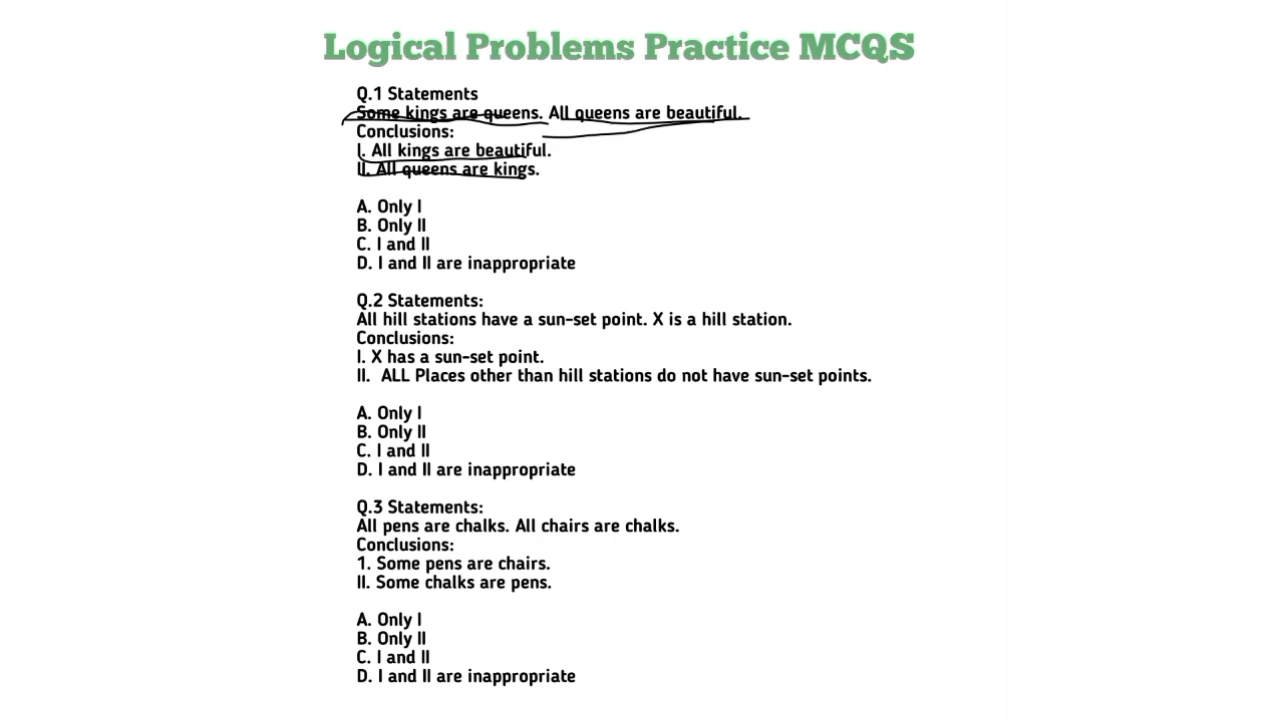 Logical Problems Practice MCQS
Q.1 Statements
Some kings are queens. All queens are beautiful.
Conclusions:
I. All kings are beautiful.
II. All queens are kings.
A. Only I
B. Only II
C. I and II
D. I and II are inappropriate
Q.2 Statements:
All hill stations have a sun-set point. X is a hill station.
Conclusions:
I. X has a sun-set point.
II. ALL Places other than hill stations do not have sun-set points.
A. Only I
B. Only II
C. I and II
D. I and II are inappropriate
Q.3 Statements:
All pens are chalks. All chairs are chalks.
Conclusions:
1. Some pens are chairs.
II. Some chalks are pens.
A. Only I
B. Only II
C. I and II
D. I and II are inappropriate